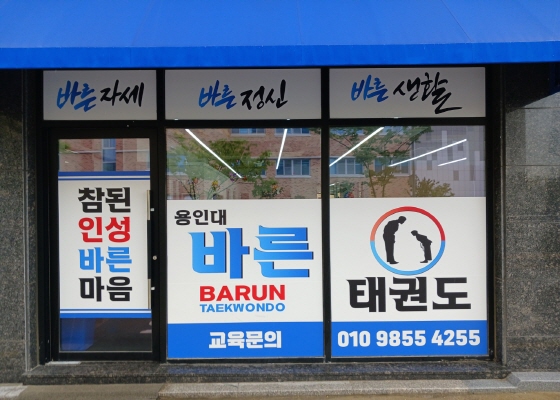 바른자세
바른정신
바른생활
참된
인성
바른
마음
용인대
바른
BARUN
TAEKWONDO
교육문의
태권도
010 9855 4255